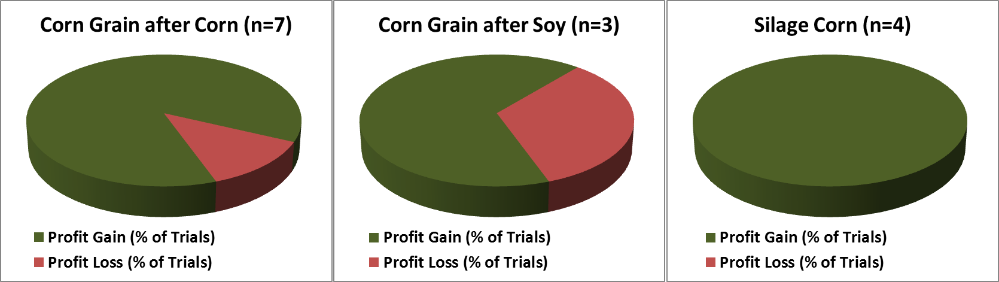 Corn Grain after Corn (n=7)
Profit Gain (% of Trials)
Profit Loss (% of Trials)
Corn Grain after Soy (n=3)
Profit Gain (% of Trials)
Profit Loss (% of Trials)
Silage Corn (n=4)
Profit Gain (% of Trials)
Profit Loss (% of Trials)